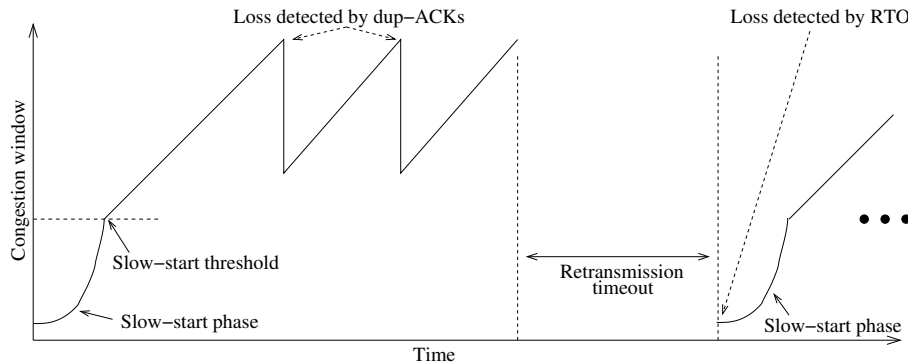 Loss detected by dup−ACKs
Loss detected by RTO
Congestion window
Slow−start threshold
Retransmission
timeout
Slow−start phase
Slow−start phase
Time